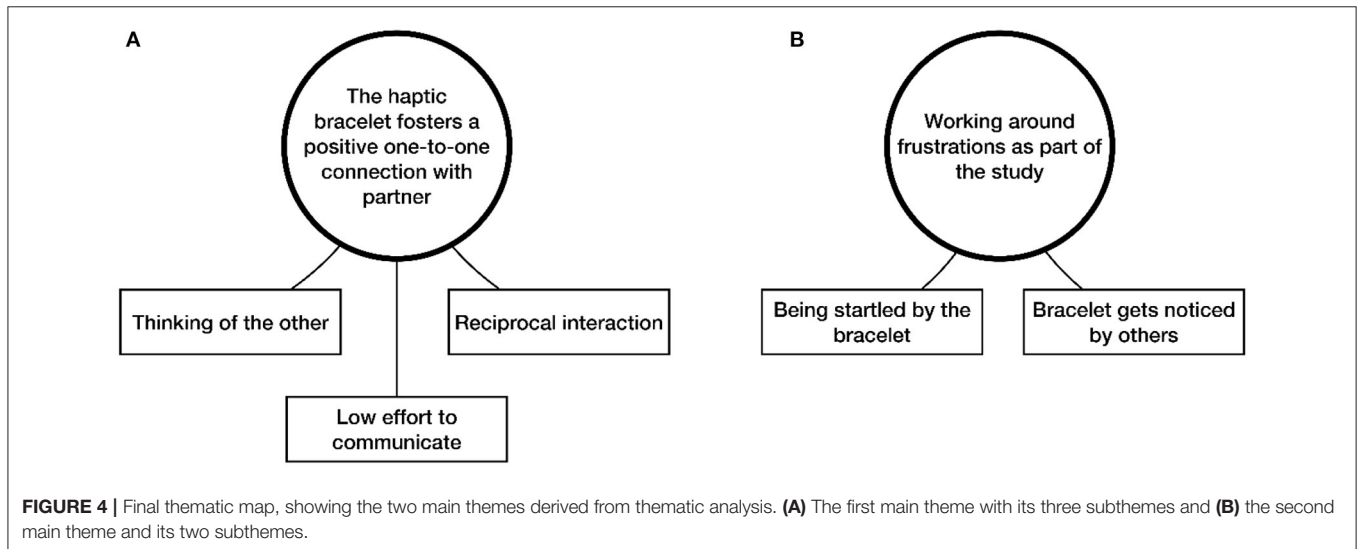 A
The haptic
bracelet fosters a
positive one-to-one
connection with
partner
Thinking of the other
Reciprocal interaction
Low effort to
communicate
B
Working around
frustrations as part of
the study
Being startled by the
bracelet
Bracelet gets noticed
by others
FIGURE 4 | Final thematic map, showing the two main themes derived from thematic analysis. (A) The first main theme with its three subthemes and (B) the second
main theme and its two subthemes.